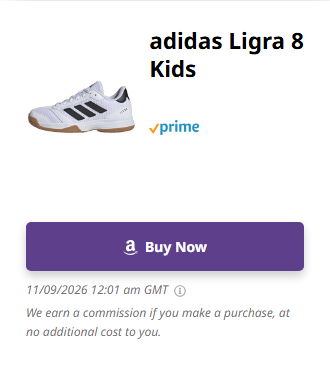 adidas Ligra 8
Kids
prime
Buy Now
11/09/2026 12:01 am GMT
We earn a commission if you make a purchase, at
no additional cost to you.